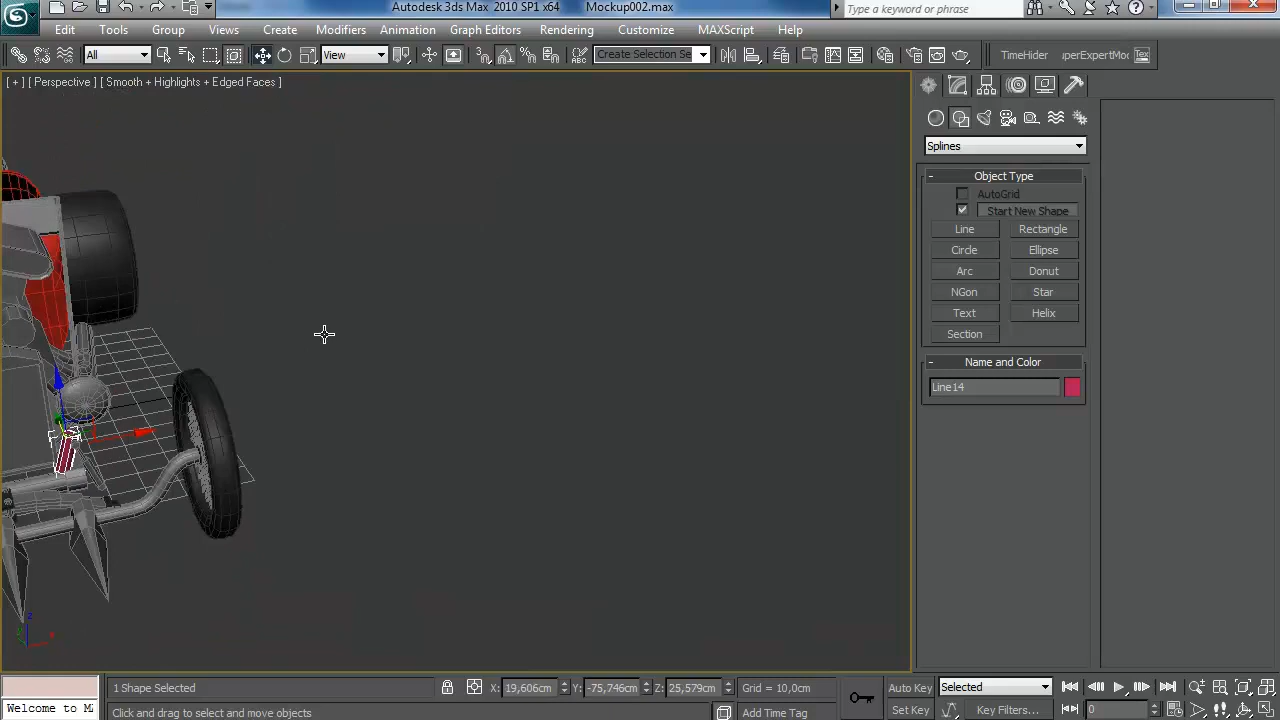 Autodesk 3ds Max 2010 SP1 x64 Mockup002.max Type a keyword or phrase
Edit Tools Group Views Create Modifiers Animation Graph Editors Rendering Customize MAXScript Help
All View Create Selection Se TimeHider uperExpertMod
[ + ] [ Perspective ] [ Smooth + Highlights + Edged Faces ]
Splines
- Object Type
AutoGrid
Start New Shape
Line Rectangle
Circle Ellipse
Arc Donut
NGon Star
Text Helix
Section
- Name and Color
Line14
z
x
1 Shape Selected X: 19,606cm Y: -75,746cm Z: 25,579cm Grid = 10,0cm Auto Key Selected
Welcome to M Click and drag to select and move objects Add Time Tag Set Key Key Filters... 0